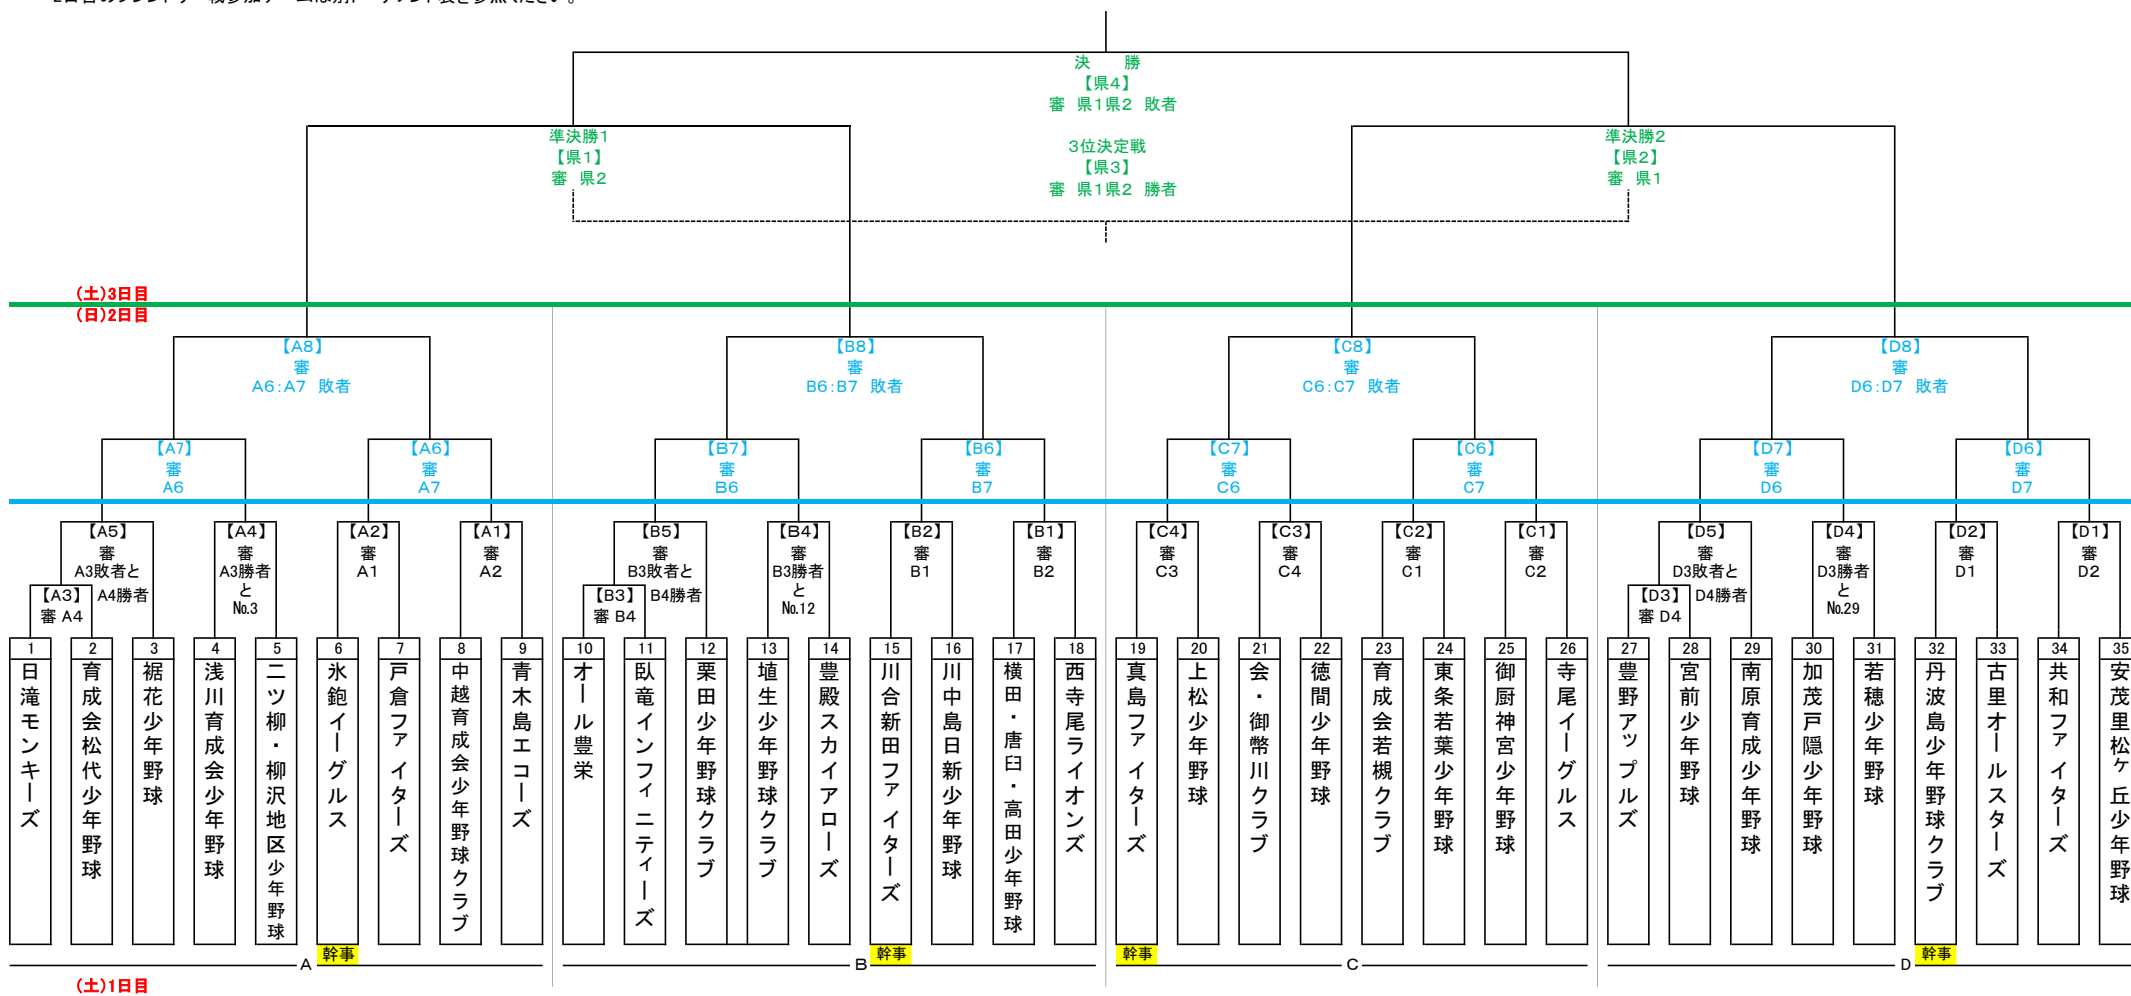 決　勝
【県4】
審 県1県2 敗者
準決勝1
【県1】
審 県2
3位決定戦
【県3】
審 県1県2 勝者
準決勝2
【県2】
審 県1
(土)3日目
(日)2日目
【A8】
審
A6:A7 敗者
【B8】
審
B6:B7 敗者
【C8】
審
C6:C7 敗者
【D8】
審
D6:D7 敗者
【A7】
審
A6
【A6】
審
A7
【B7】
審
B6
【B6】
審
B7
【C7】
審
C6
【C6】
審
C7
【D7】
審
D6
【D6】
審
D7
【A5】
審
A3敗者と
A4勝者
【A3】
審 A4
【A4】
審
A3勝者
と
№3
【A2】
審
A1
【A1】
審
A2
【B5】
審
B3敗者と
B4勝者
【B3】
審 B4
【B4】
審
B3勝者
と
№12
【B2】
審
B1
【B1】
審
B2
【C4】
審
C3
【C3】
審
C4
【C2】
審
C1
【C1】
審
C2
【D5】
審
D3敗者と
D4勝者
【D3】
審 D4
【D4】
審
D3勝者
と
№29
【D2】
審
D1
【D1】
審
D2
1
日滝モンキーズ
2
育成会松代少年野球
3
裾花少年野球
4
浅川育成会少年野球
5
二ツ柳・柳沢地区少年野球
6
氷鉋イーグルス
7
戸倉ファイターズ
8
中越育成会少年野球クラブ
9
青木島エコーズ
10
オール豊栄
11
臥竜インフィニティーズ
12
栗田少年野球クラブ
13
埴生少年野球クラブ
14
豊殿スカイアローズ
15
川合新田ファイターズ
16
川中島日新少年野球
17
横田・唐臼・高田少年野球
18
西寺尾ライオンズ
19
真島ファイターズ
20
上松少年野球
21
会・御幣川クラブ
22
徳間少年野球
23
育成会若槻クラブ
24
東条若葉少年野球
25
御厨神宮少年野球
26
寺尾イーグルス
27
豊野アップルズ
28
宮前少年野球
29
南原育成少年野球
30
加茂戸隠少年野球
31
若穂少年野球
32
丹波島少年野球クラブ
33
古里オールスターズ
34
共和ファイターズ
35
安茂里松ヶ丘少年野球
幹事
幹事
幹事
幹事
A
B
C
D
(土)1日目